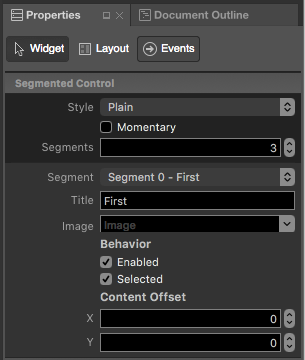 Properties
Document Outline
Widget Layout Events
Segmented Control
Style Plain
Momentary
Segments 3
Segment Segment 0 - First
Title First
Image Image
Behavior
Enabled
Selected
Content Offset
X 0
Y 0